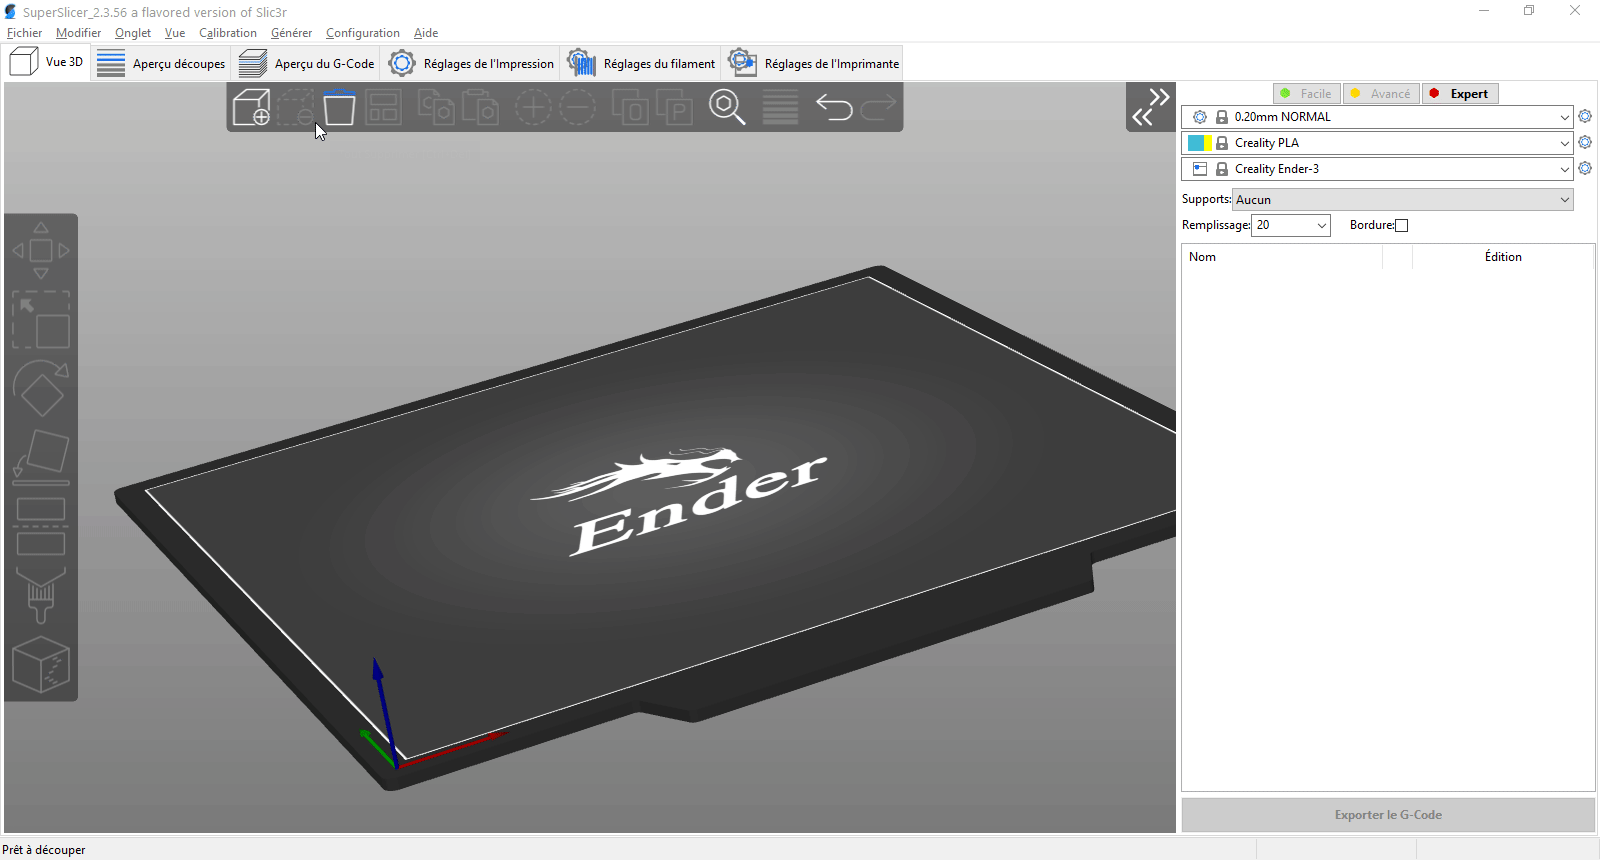 SuperSlicer_2.3.56 a flavored version of Slic3r
Fichier Modifier Onglet Vue Calibration Générer Configuration Aide
Vue 3D Aperçu découpes Aperçu du G-Code Réglages de l'Impression Réglages du filament Réglages de l'Imprimante
Facile Avancé Expert
0.20mm NORMAL
Creality PLA
Creality Ender-3
Supports: Aucun
Remplissage: 20 Bordure:
Nom Édition
Ender
Exporter le G-Code
Prêt à découper